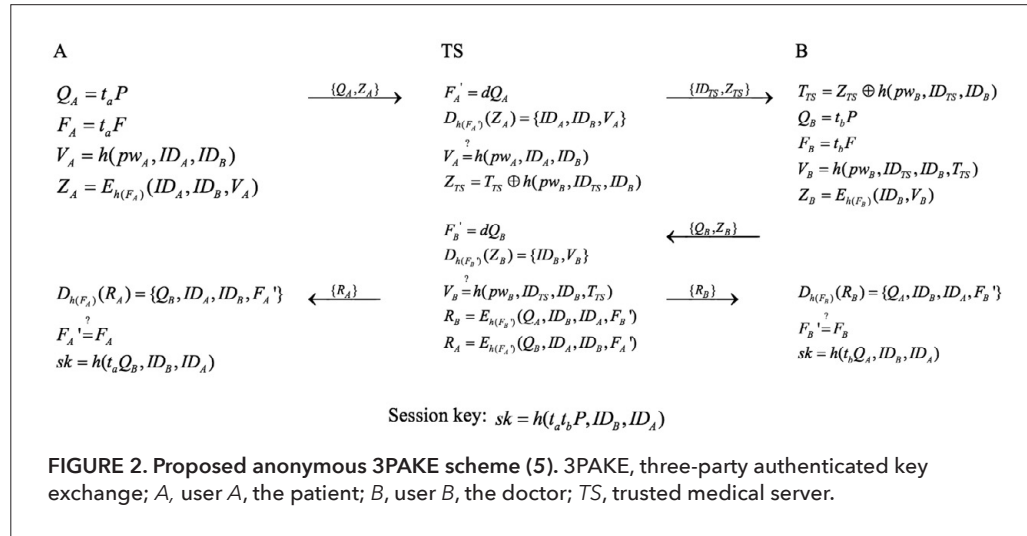 A TS B
Q_A = t_aP {Q_A,Z_A} F_A' = dQ_A {ID_TS,Z_TS} T_TS = Z_TS ⊕ h(pw_B, ID_TS, ID_B)
F_A = t_aF D_h(F_A')(Z_A) = {ID_A, ID_B, V_A} Q_B = t_bP
V_A = h(pw_A, ID_A, ID_B) V_A ?= h(pw_A, ID_A, ID_B) F_B = t_bF
Z_A = E_h(F_A)(ID_A, ID_B, V_A) Z_TS = T_TS ⊕ h(pw_B, ID_TS, ID_B) V_B = h(pw_B, ID_TS, ID_B, T_TS)
Z_B = E_h(F_B)(ID_B, V_B)
F_B' = dQ_B {Q_B,Z_B}
D_h(F_B')(Z_B) = {ID_B, V_B}
D_h(F_A)(R_A) = {Q_B, ID_A, ID_B, F_A'} {R_A} V_B ?= h(pw_B, ID_TS, ID_B, T_TS) {R_B} D_h(F_B)(R_B) = {Q_A, ID_B, ID_A, F_B'}
F_A' ?= F_A R_B = E_h(F_B')(Q_A, ID_B, ID_A, F_B') F_B' ?= F_B
sk = h(t_aQ_B, ID_B, ID_A) R_A = E_h(F_A')(Q_B, ID_A, ID_B, F_A') sk = h(t_bQ_A, ID_B, ID_A)
Session key: sk = h(t_at_bP, ID_B, ID_A)
FIGURE 2. Proposed anonymous 3PAKE scheme (5). 3PAKE, three-party authenticated key
exchange; A, user A, the patient; B, user B, the doctor; TS, trusted medical server.